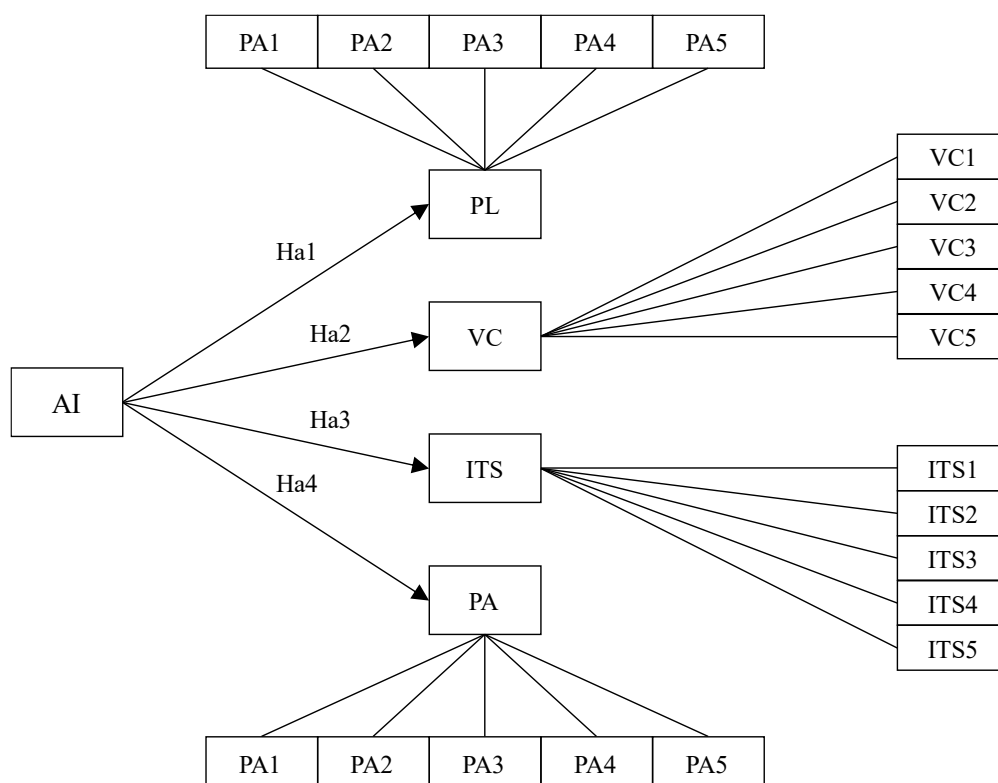 PA1 PA2 PA3 PA4 PA5
PL
Ha1
VC1
VC2
VC3
VC4
VC5
Ha2
VC
AI
Ha3
ITS
Ha4
ITS1
ITS2
ITS3
ITS4
ITS5
PA
PA1 PA2 PA3 PA4 PA5